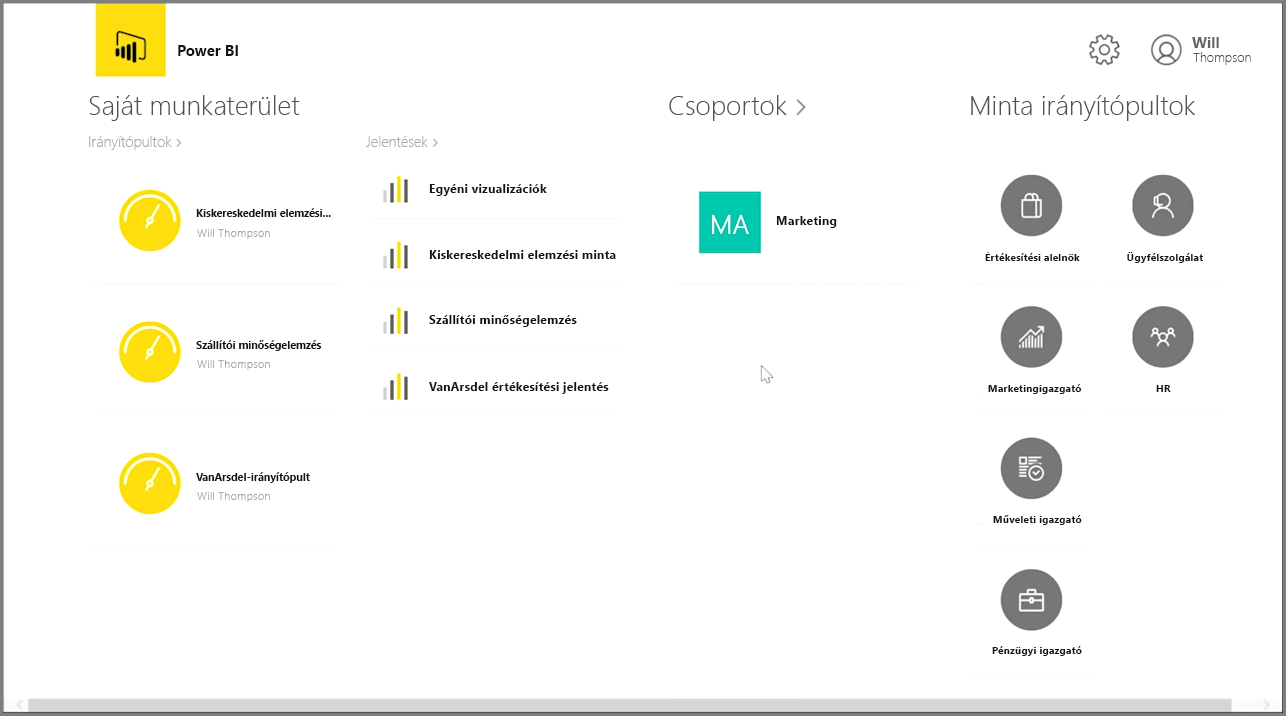 Power BI
Will
Thompson
Saját munkaterület
Irányítópultok
Kiskereskedelmi elemzési...
Will Thompson
Szállítói minőségelemzés
Will Thompson
VanArsdel-irányítópult
Will Thompson
Jelentések
Egyéni vizualizációk
Kiskereskedelmi elemzési minta
Szállítói minőségelemzés
VanArsdel értékesítési jelentés
Csoportok
MA
Marketing
Minta irányítópultok
Értékesítési alelnök
Ügyfélszolgálat
Marketingigazgató
HR
Műveleti igazgató
Pénzügyi igazgató